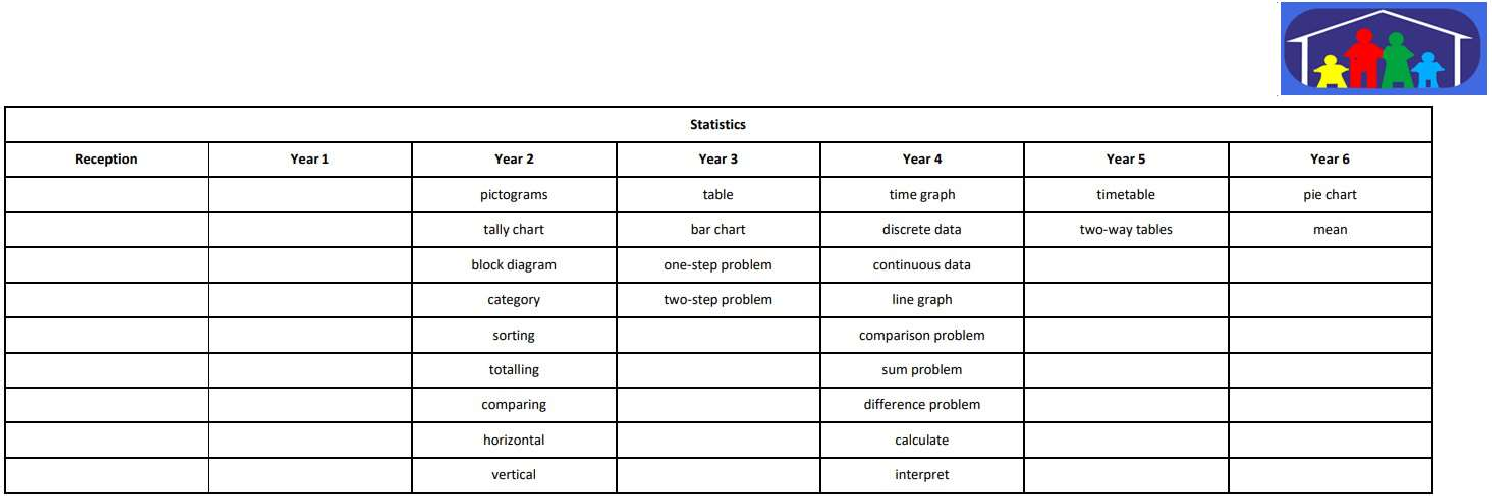 Statistics
Reception Year 1 Year 2 Year 3 Year 4 Year 5 Year 6
pictograms table time graph timetable pie chart
tally chart bar chart discrete data two-way tables mean
block diagram one-step problem continuous data
category two-step problem line graph
sorting comparison problem
totalling sum problem
comparing difference problem
horizontal calculate
vertical interpret